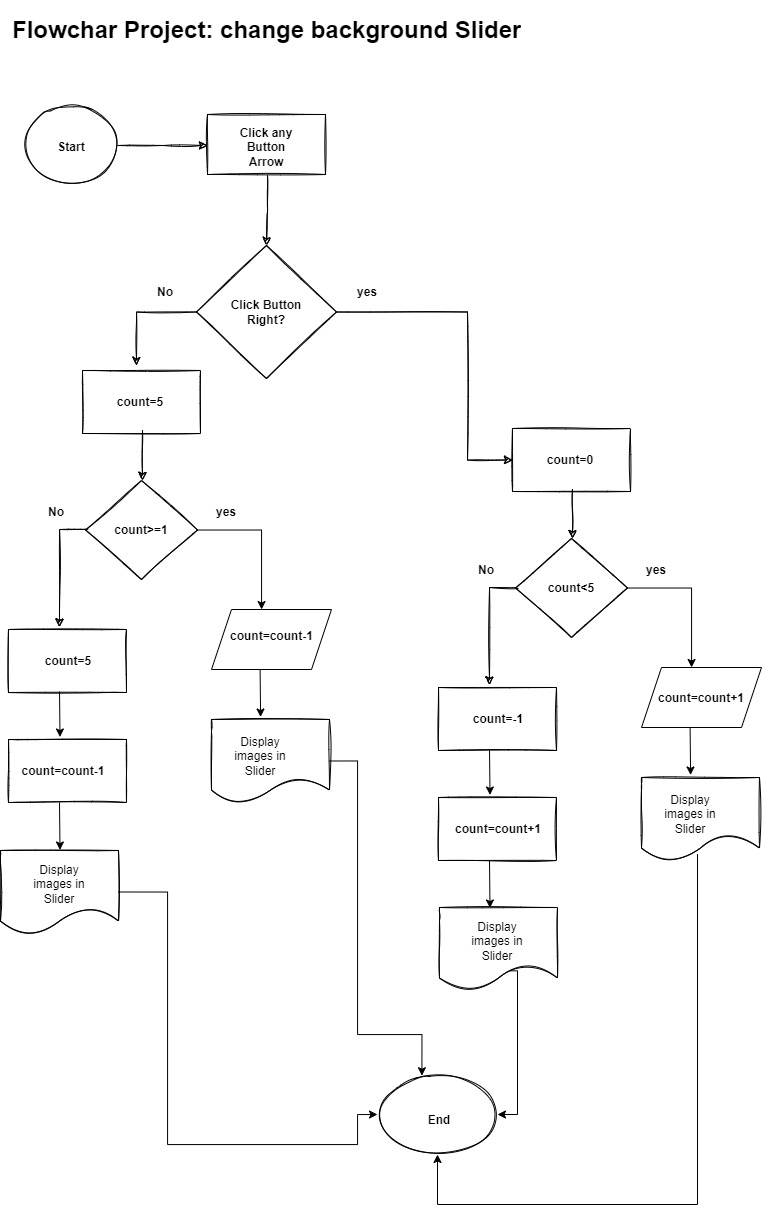 Flowchar Project: change background Slider
Start
Click any
Button
Arrow
No
yes
Click Button
Right?
count=5
count=0
No
yes
count>=1
No
yes
count<5
count=count-1
count=5
count=count+1
count=-1
Display
images in
Slider
count=count-1
Display
images in
Slider
count=count+1
Display
images in
Slider
Display
images in
Slider
End